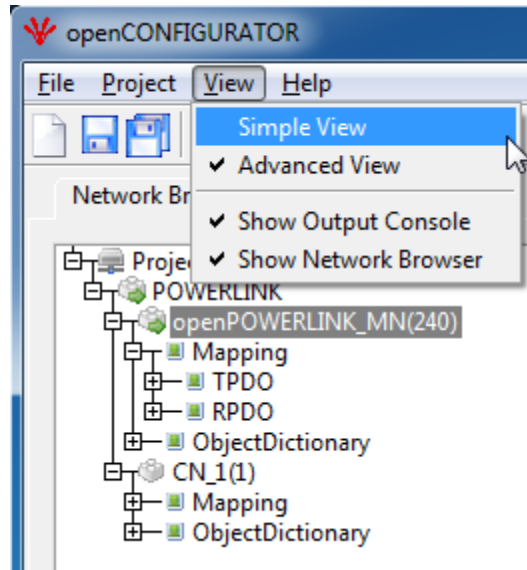 openCONFIGURATOR
File Project View Help
Simple View
Advanced View
Network Br
Show Output Console
Show Network Browser
Proje
POWERLINK
openPOWERLINK_MN(240)
Mapping
TPDO
RPDO
ObjectDictionary
CN_1(1)
Mapping
ObjectDictionary